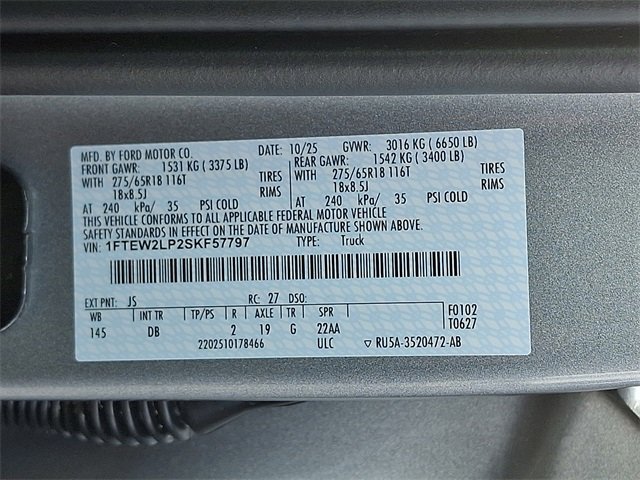 MFD. BY FORD MOTOR CO. DATE: 10/25 GVWR: 3016 KG ( 6650 LB)
FRONT GAWR: 1531 KG ( 3375 LB) REAR GAWR: 1542 KG ( 3400 LB)
WITH 275/65R18 116T TIRES WITH 275/65R18 116T TIRES
18x8.5J RIMS 18x8.5J RIMS
AT 240 kPa/ 35 PSI COLD AT 240 kPa/ 35 PSI COLD
THIS VEHICLE CONFORMS TO ALL APPLICABLE FEDERAL MOTOR VEHICLE
SAFETY STANDARDS IN EFFECT ON THE DATE OF MANUFACTURE SHOWN ABOVE.
VIN: 1FTEW2LP2SKF57797 TYPE: Truck
EXT PNT: JS RC: 27 DSO:
WB INT TR TP/PS R AXLE TR SPR F0102
145 DB 2 19 G 22AA T0627
2202510178466 ULC ▽ RU5A-3520472-AB